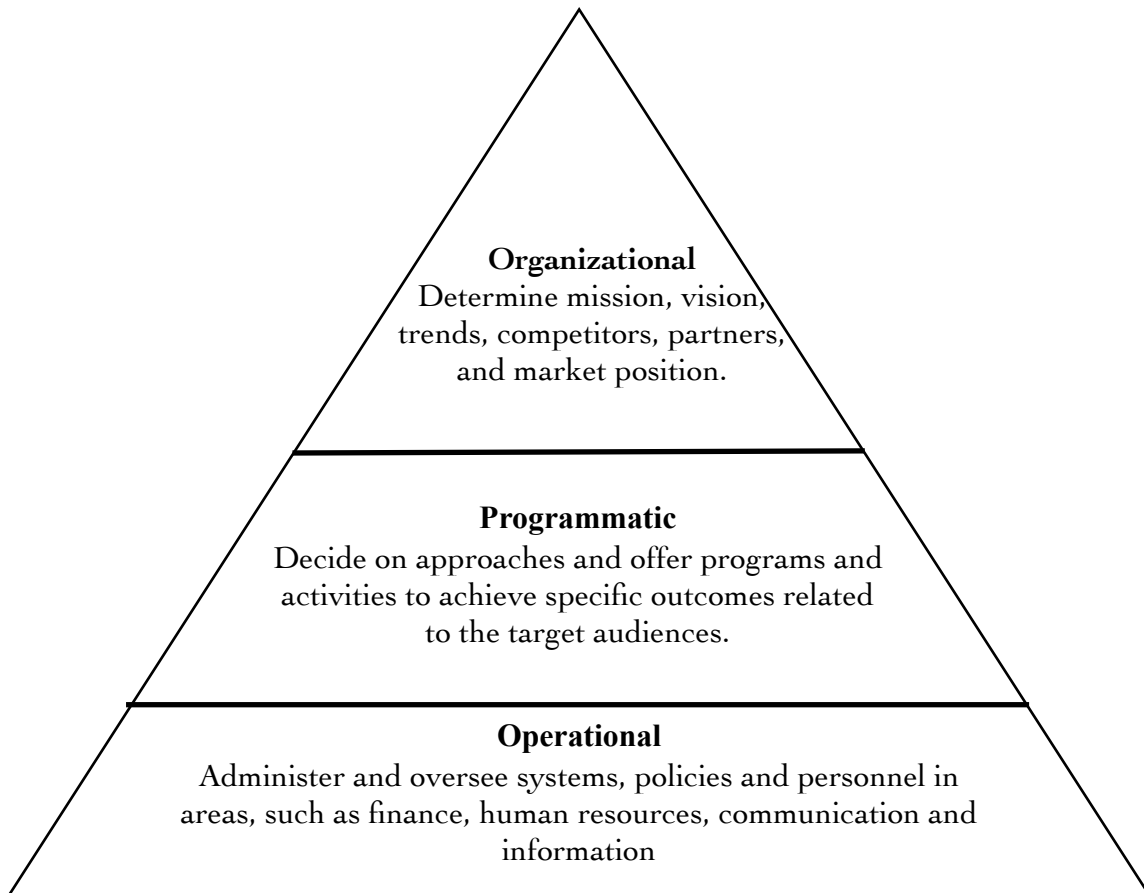 Organizational
Determine mission, vision,
trends, competitors, partners,
and market position.
Programmatic
Decide on approaches and offer programs and
activities to achieve specific outcomes related
to the target audiences.
Operational
Administer and oversee systems, policies and personnel in
areas, such as finance, human resources, communication and
information